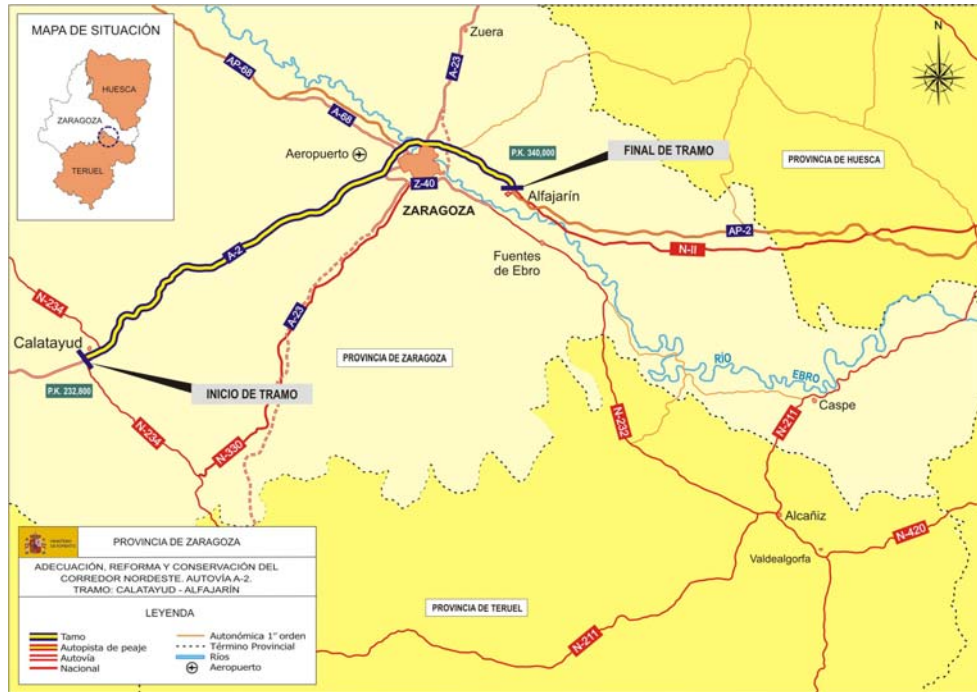 MAPA DE SITUACIÓN
HUESCA
ZARAGOZA
TERUEL
Zuera
N
AP-68
A-23
A-68
Aeropuerto
P.K. 340,000
FINAL DE TRAMO
PROVINCIA DE HUESCA
Z-40
Alfajarín
ZARAGOZA
AP-2
A-2
N-II
Fuentes
de Ebro
N-234
A-23
Calatayud
PROVINCIA DE ZARAGOZA
RÍO
EBRO
P.K. 232,800
INICIO DE TRAMO
Caspe
N-234
N-330
N-232
N-211
Alcañiz
N-420
Valdealgorfa
PROVINCIA DE TERUEL
N-211
PROVINCIA DE ZARAGOZA
ADECUACIÓN, REFORMA Y CONSERVACIÓN DEL
CORREDOR NORDESTE. AUTOVÍA A-2.
TRAMO: CALATAYUD - ALFAJARÍN
LEYENDA
Tamo
Autopista de peaje
Autovía
Nacional
Autonómica 1er orden
Término Provincial
Ríos
Aeropuerto